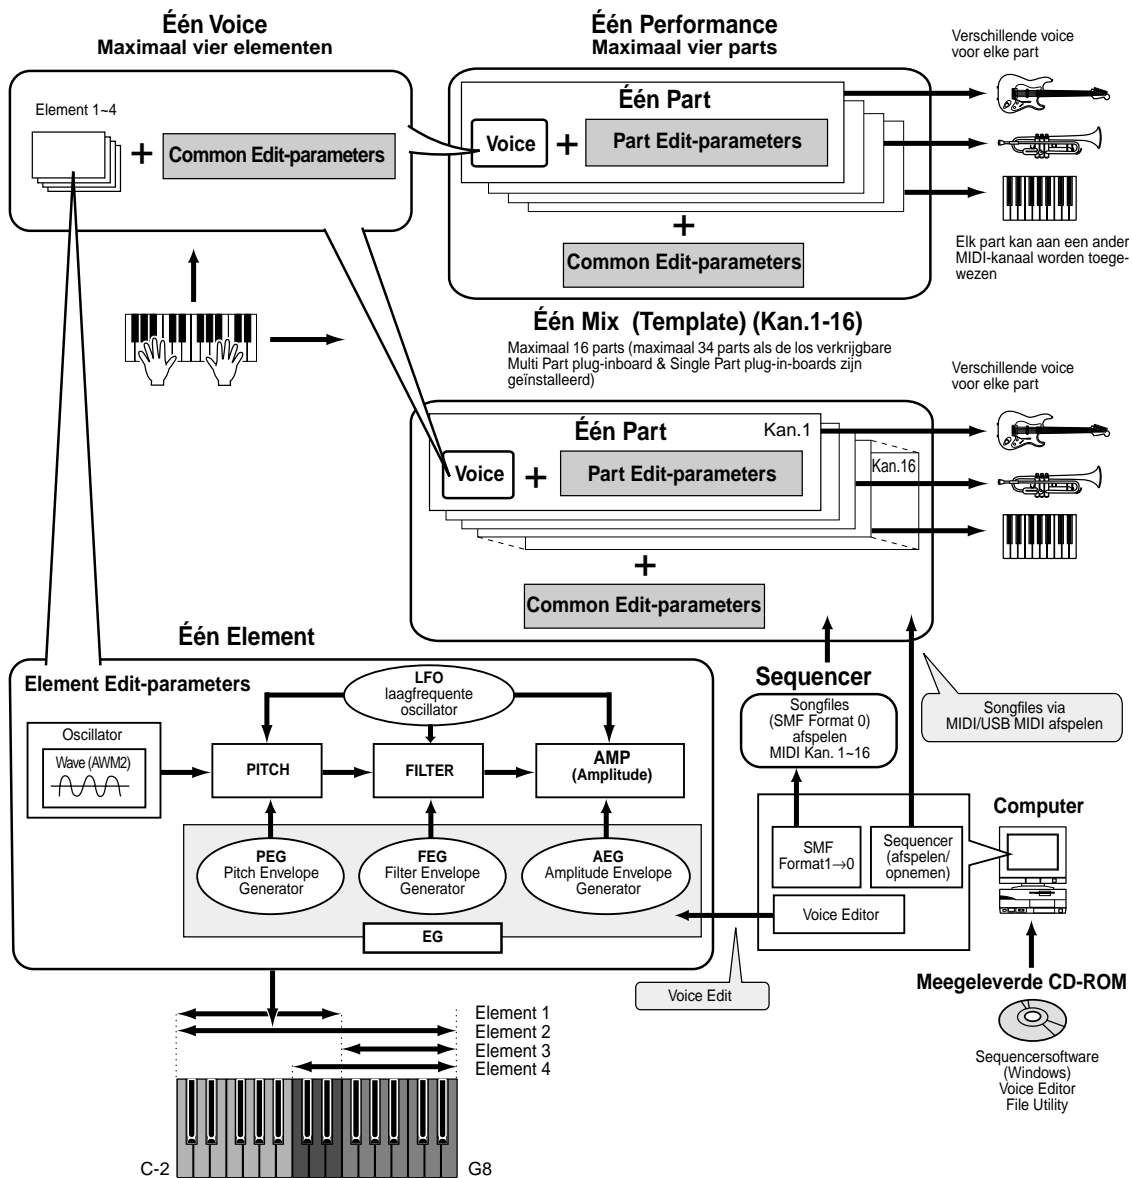 Één Voice
Maximaal vier elementen
Element 1~4
+
Common Edit-parameters
Één Performance
Maximaal vier parts
Één Part
Voice
+
Part Edit-parameters
+
Common Edit-parameters
Verschillende voice
voor elke part
Elk part kan aan een ander
MIDI-kanaal worden toege-
wezen
Één Mix (Template) (Kan.1-16)
Maximaal 16 parts (maximaal 34 parts als de los verkrijgbare
Multi Part plug-inboard & Single Part plug-in-boards zijn
geïnstalleerd)
Één Part
Kan.1
Voice
+
Part Edit-parameters
Kan.16
+
Common Edit-parameters
Verschillende voice
voor elke part
Één Element
Element Edit-parameters
LFO
laagfrequente
oscillator
Oscillator
Wave (AWM2)
PITCH
FILTER
AMP
(Amplitude)
PEG
Pitch Envelope
Generator
FEG
Filter Envelope
Generator
AEG
Amplitude Envelope
Generator
EG
Sequencer
Songfiles
(SMF Format 0)
afspelen
MIDI Kan. 1~16
Songfiles via
MIDI/USB MIDI afspelen
SMF
Format1→0
Sequencer
(afspelen/
opnemen)
Voice Editor
Computer
Voice Edit
Meegeleverde CD-ROM
Sequencersoftware
(Windows)
Voice Editor
File Utility
Element 1
Element 2
Element 3
Element 4
C-2
G8